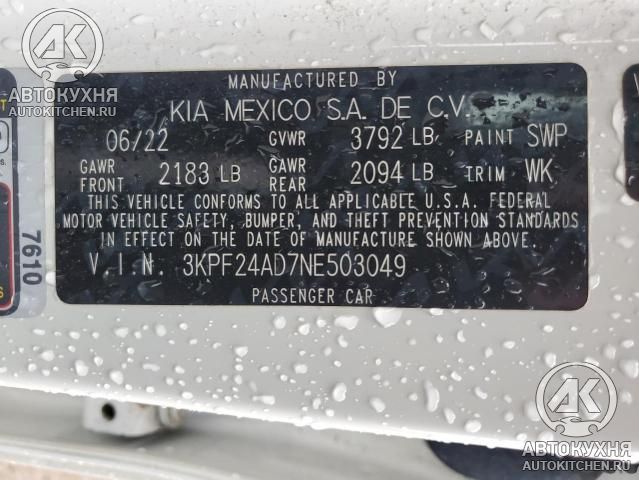 AK
АВТОКУХНЯ
AUTOKITCHEN.RU
MANUFACTURED BY
KIA MEXICO S.A. DE C.V.
06/22 GVWR 3792 LB PAINT SWP
GAWR FRONT 2183 LB GAWR REAR 2094 LB TRIM WK
THIS VEHICLE CONFORMS TO ALL APPLICABLE U.S.A. FEDERAL
MOTOR VEHICLE SAFETY, BUMPER, AND THEFT PREVENTION STANDARDS
IN EFFECT ON THE DATE OF MANUFACTURE SHOWN ABOVE.
V.I.N. 3KPF24AD7NE503049
PASSENGER CAR
7610
AK
АВТОКУХНЯ
AUTOKITCHEN.RU